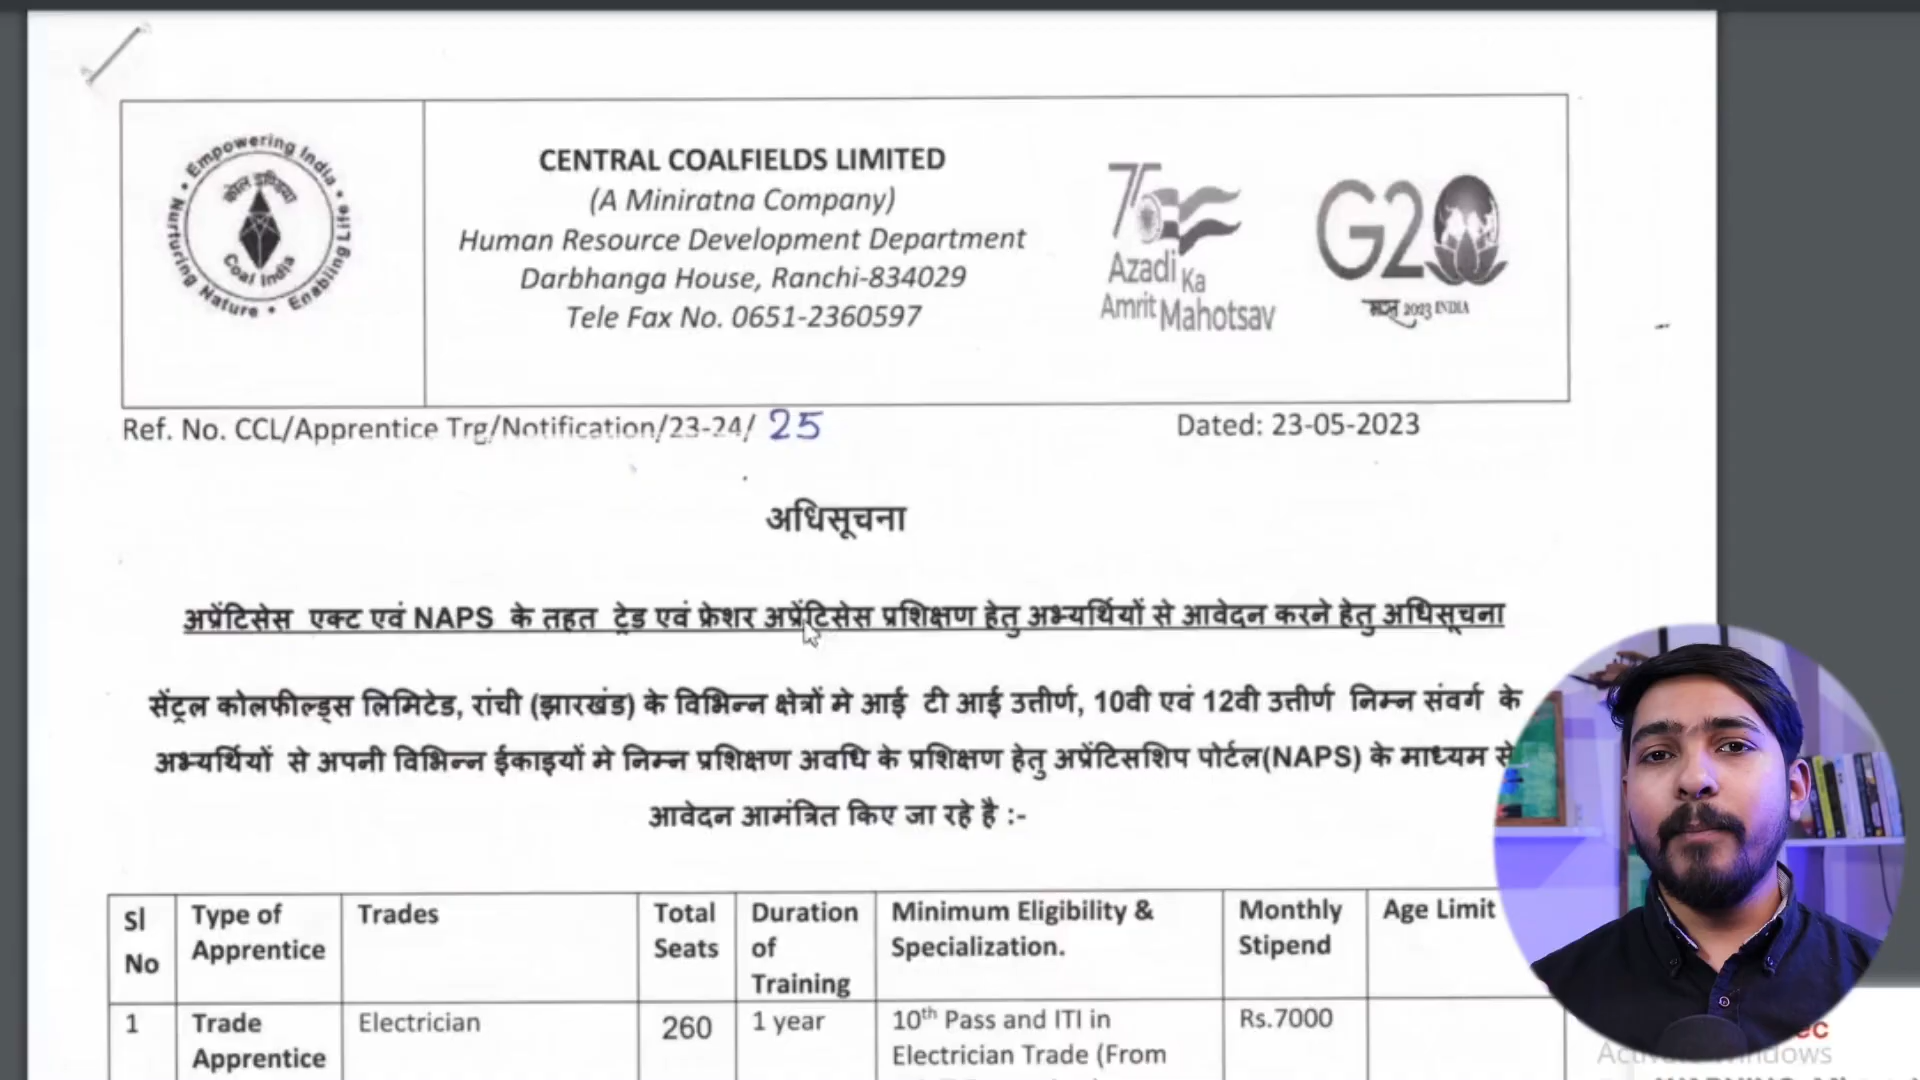 Empowering India • Enabling Life • Nurturing Nature •
कोल इण्डिया
Coal India
CENTRAL COALFIELDS LIMITED
(A Miniratna Company)
Human Resource Development Department
Darbhanga House, Ranchi-834029
Tele Fax No. 0651-2360597
75
Azadi Ka
Amrit Mahotsav
G20
भारत 2023 INDIA
Ref. No. CCL/Apprentice Trg/Notification/23-24/ 25
Dated: 23-05-2023
अधिसूचना
अप्रेंटिसेस एक्ट एवं NAPS के तहत ट्रेड एवं फ्रेशर अप्रेंटिसेस प्रशिक्षण हेतु अभ्यर्थियों से आवेदन करने हेतु अधिसूचना
सेंट्रल कोलफील्ड्स लिमिटेड, रांची (झारखंड) के विभिन्न क्षेत्रों मे आई टी आई उत्तीर्ण, 10वी एवं 12वी उत्तीर्ण निम्न संवर्ग के
अभ्यर्थियों से अपनी विभिन्न ईकाइयों मे निम्न प्रशिक्षण अवधि के प्रशिक्षण हेतु अप्रेंटिसशिप पोर्टल(NAPS) के माध्यम से
आवेदन आमंत्रित किए जा रहे है :-
Sl No
Type of Apprentice
Trades
Total Seats
Duration of Training
Minimum Eligibility & Specialization.
Monthly Stipend
Age Limit
1
Trade Apprentice
Electrician
260
1 year
10th Pass and ITI in
Electrician Trade (From
Rs.7000